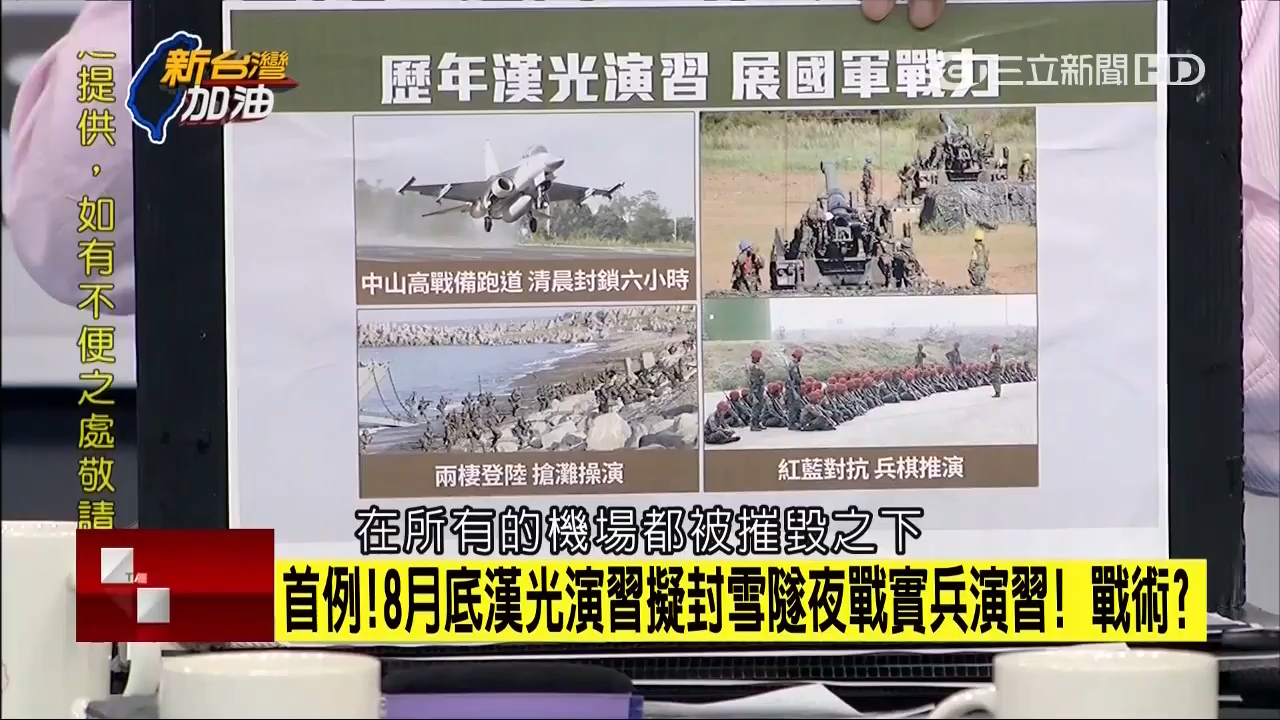 新台灣
加油
歷年漢光演習 展國軍戰力
三立新聞HD
提供，如有不便之處敬請
中山高戰備跑道 清晨封鎖六小時
兩棲登陸 搶灘操演
紅藍對抗 兵棋推演
在所有的機場都被摧毀之下
首例!8月底漢光演習擬封雪隧夜戰實兵演習! 戰術?